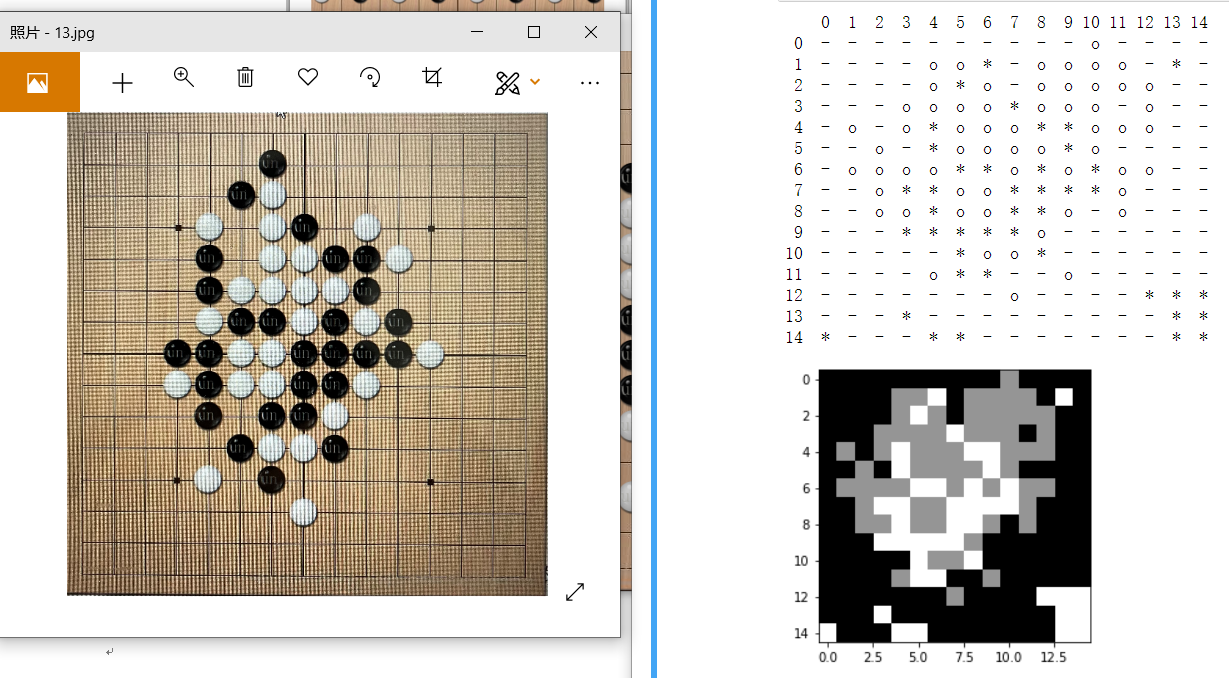 照片 - 13.jpg
0 1 2 3 4 5 6 7 8 9 10 11 12 13 14
0 - - - - - - - - - - o - - - -
1 - - - - o o * - o o o o - * -
2 - - - - o * o - o o o o o - -
3 - - - o o o o * o o o - o - -
4 - o - o * o o o * * o o o - -
5 - - o - * o o o o * o - - - -
6 - o o o o * * o * o * o o - -
7 - - o * * o o * * * * o - - -
8 - - o o * o o * * o - o - - -
9 - - - * * * * * o - - - - - -
10 - - - - - * o o * - - - - - -
11 - - - - o * * - - o - - - - -
12 - - - - - - - o - - - - * * *
13 - - - * - - - - - - - - - * *
14 * - - - * * - - - - - - - * *
0
2
4
6
8
10
12
14
0.0 2.5 5.0 7.5 10.0 12.5